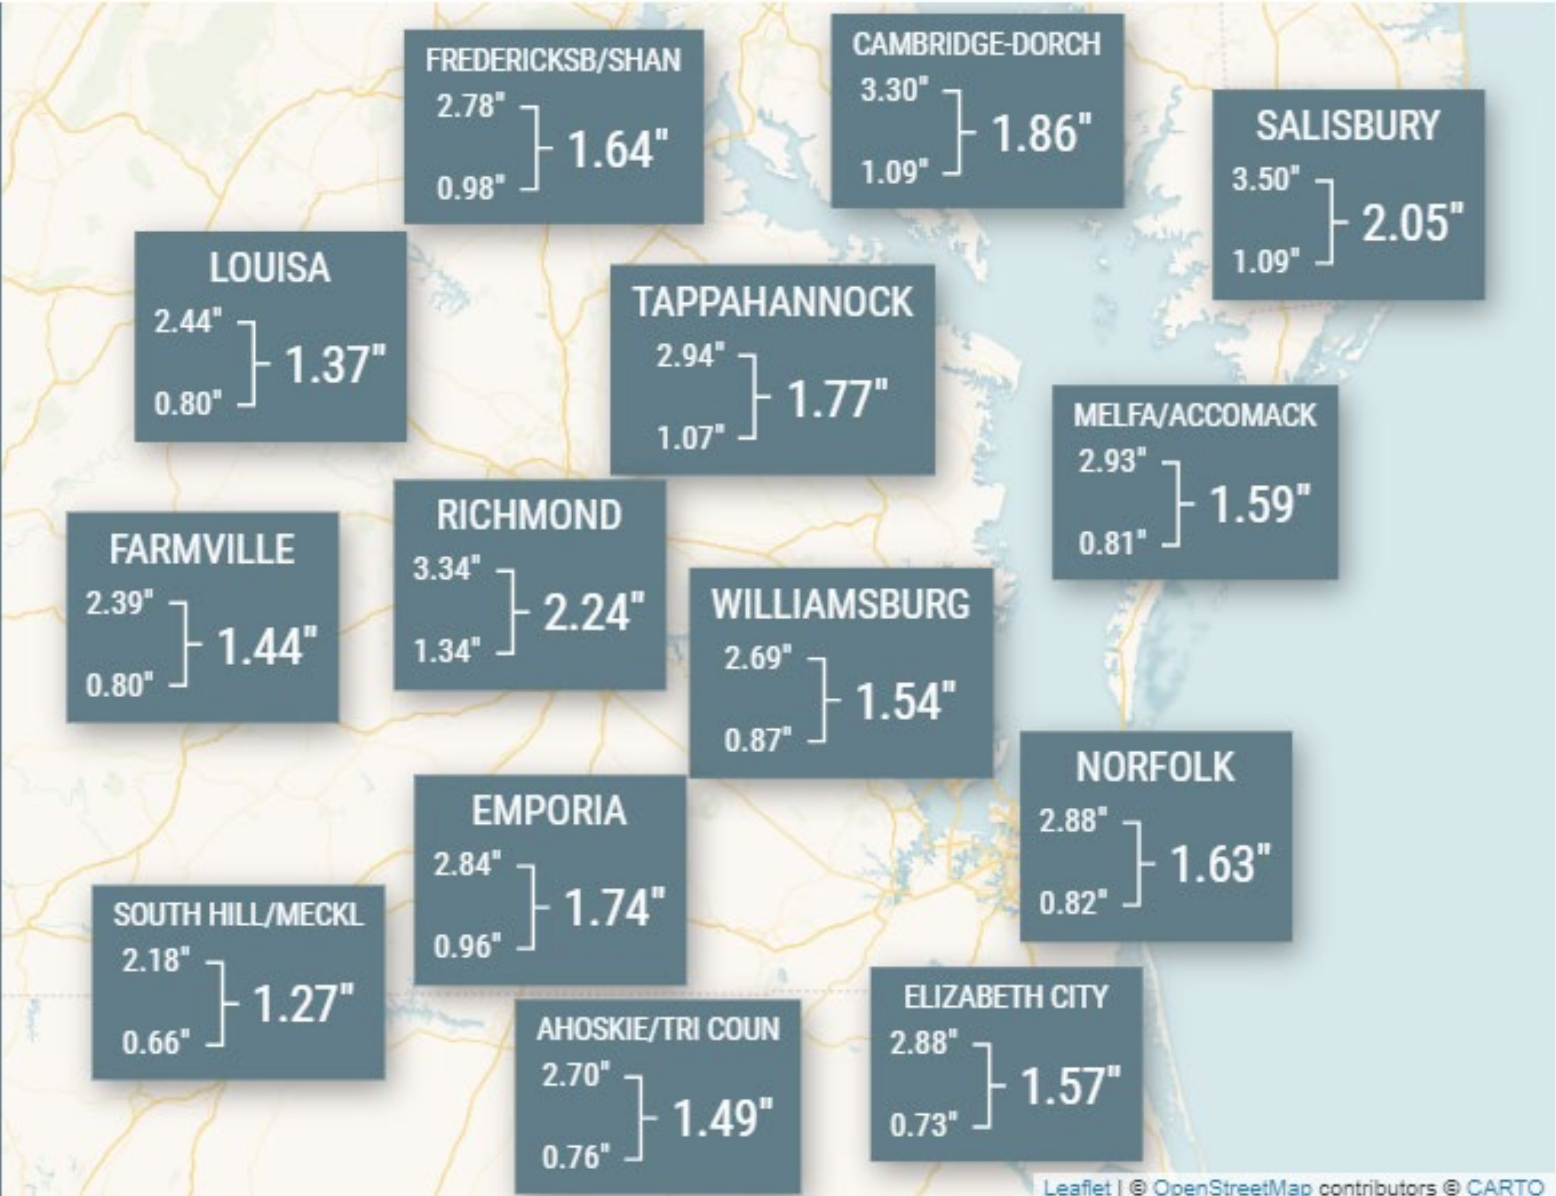 FREDERICKSB/SHAN
2.78"
1.64"
0.98"
CAMBRIDGE-DORCH
3.30"
1.86"
1.09"
SALISBURY
3.50"
2.05"
1.09"
LOUISA
2.44"
1.37"
0.80"
TAPPAHANNOCK
2.94"
1.77"
1.07"
MELFA/ACCOMACK
2.93"
1.59"
0.81"
RICHMOND
3.34"
2.24"
1.34"
FARMVILLE
2.39"
1.44"
0.80"
WILLIAMSBURG
2.69"
1.54"
0.87"
NORFOLK
2.88"
1.63"
0.82"
EMPORIA
2.84"
1.74"
0.96"
SOUTH HILL/MECKL
2.18"
1.27"
0.66"
ELIZABETH CITY
2.88"
1.57"
0.73"
AHOSKIE/TRI COUN
2.70"
1.49"
0.76"
Leaflet | © OpenStreetMap contributors © CARTO